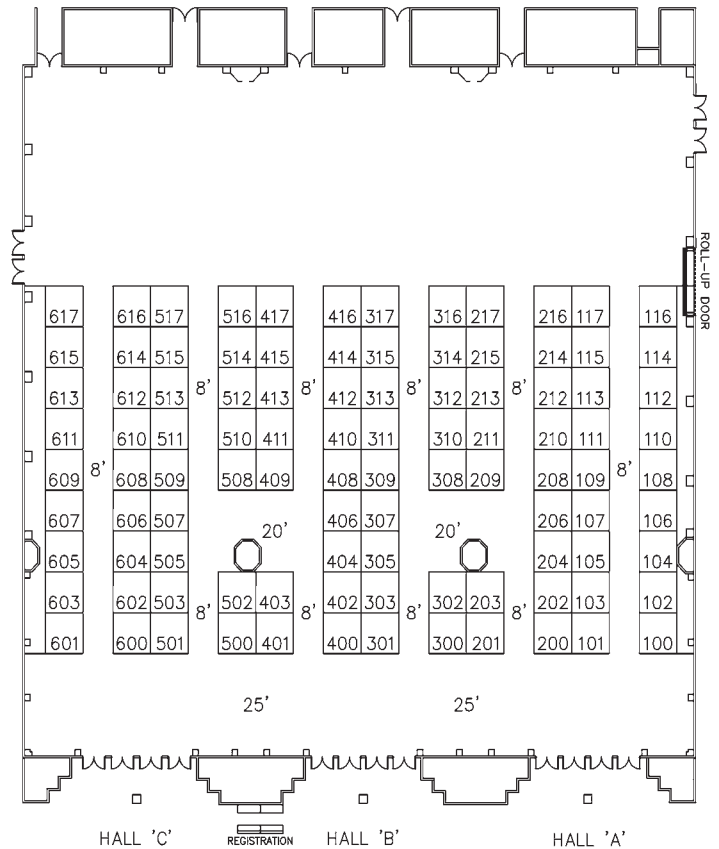 ROLL-UP DOOR
617 616 517 516 417 416 317 316 217 216 117 116
615 614 515 514 415 414 315 314 215 214 115 114
8' 8' 8' 8'
613 612 513 512 413 412 313 312 213 212 113 112
611 610 511 510 411 410 311 310 211 210 111 110
8' 8'
609 608 509 508 409 408 309 308 209 208 109 108
607 606 507 406 307 206 107 106
20' 20'
605 604 505 404 305 204 105 104
603 602 503 502 403 402 303 302 203 202 103 102
8' 8' 8' 8'
601 600 501 500 401 400 301 300 201 200 101 100
25' 25'
HALL 'C' REGISTRATION HALL 'B' HALL 'A'